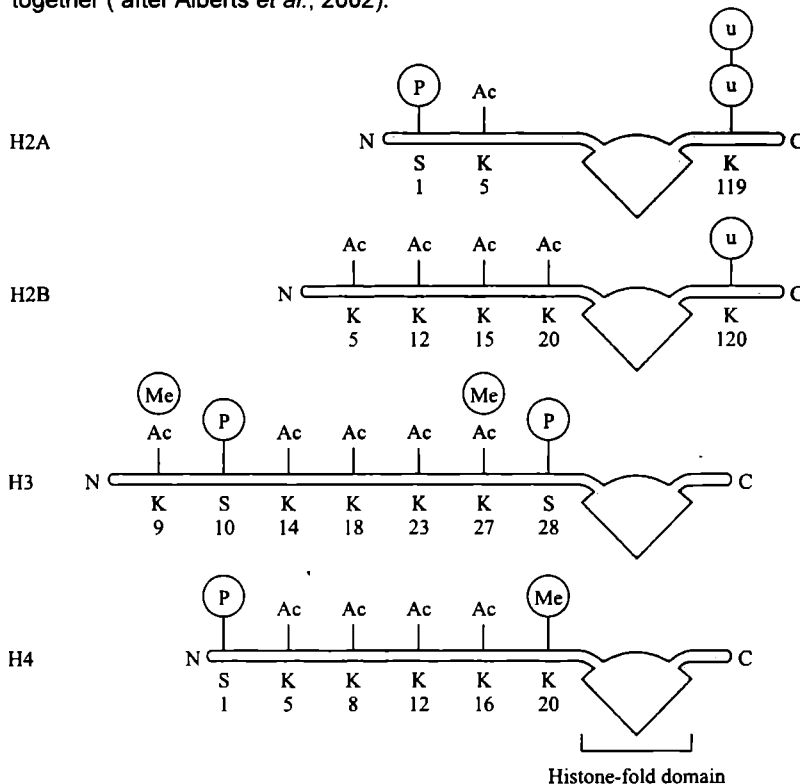 together ( after Alberts et al., 2002).
u
P Ac u
H2A N C
S K K
1 5 119
Ac Ac Ac Ac u
H2B N C
K K K K K
5 12 15 20 120
Me Me
Ac P Ac Ac Ac Ac P
H3 N C
K S K K K K S
9 10 14 18 23 27 28
P Ac Ac Ac Ac Me
H4 N C
S K K K K K
1 5 8 12 16 20
Histone-fold domain